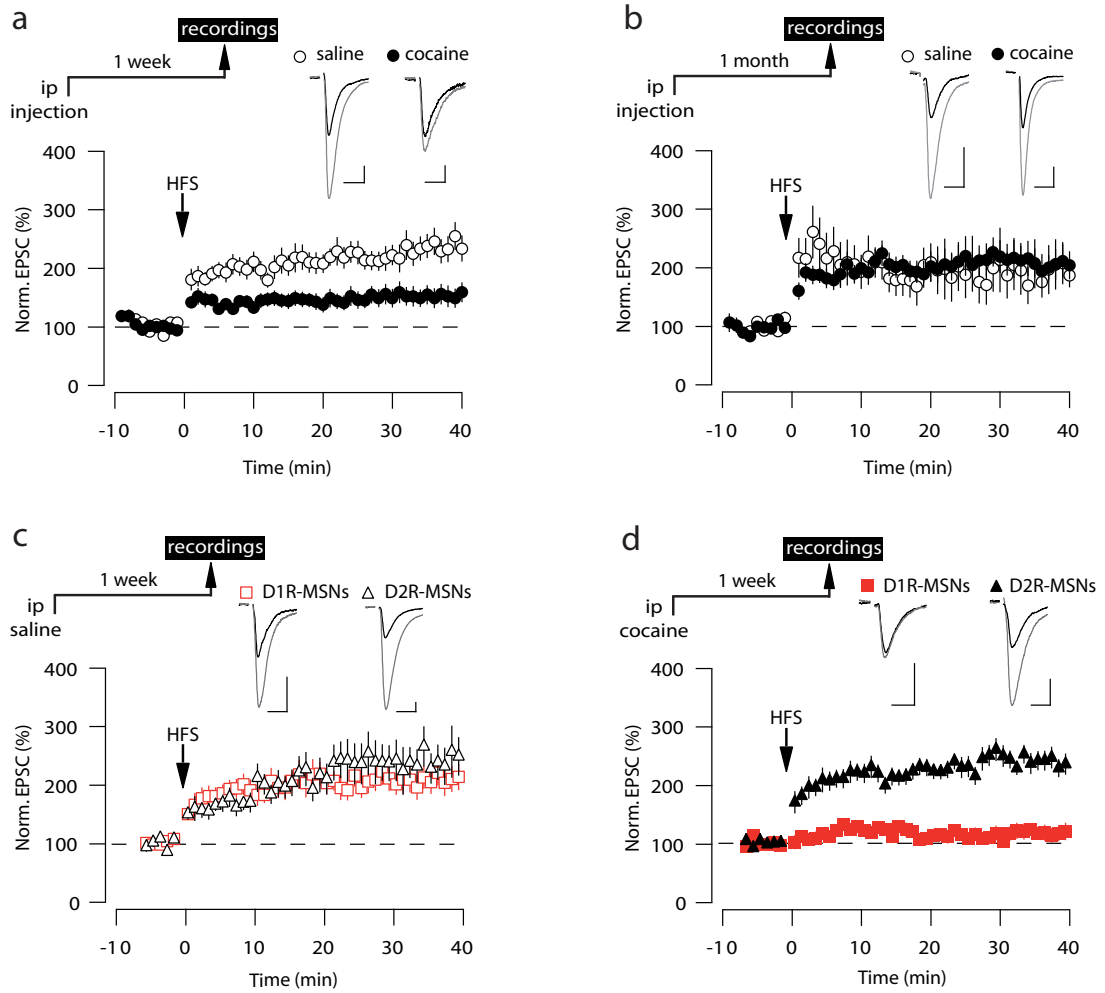 a
recordings
1 week
ip
injection
saline
cocaine
HFS
Norm. EPSC (%)
400
300
200
100
0
-10 0 10 20 30 40
Time (min)
b
recordings
1 month
ip
injection
saline
cocaine
HFS
Norm. EPSC (%)
400
300
200
100
0
-10 0 10 20 30 40
Time (min)
c
recordings
1 week
ip
saline
D1R-MSNs
D2R-MSNs
HFS
Norm. EPSC (%)
400
300
200
100
0
-10 0 10 20 30 40
Time (min)
d
recordings
1 week
ip
cocaine
D1R-MSNs
D2R-MSNs
HFS
Norm. EPSC (%)
400
300
200
100
0
-10 0 10 20 30 40
Time (min)